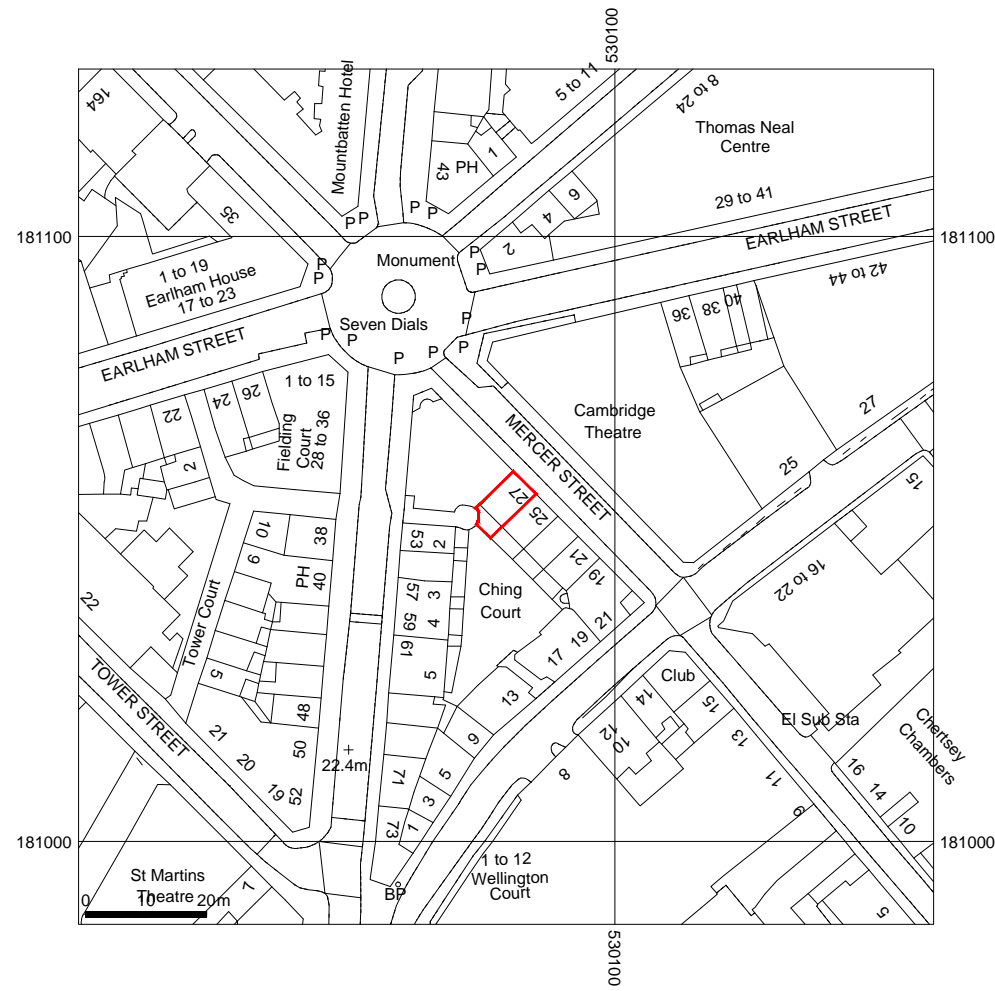 530100
164
Mountbatten Hotel
5 to 11
8 to 24
Thomas Neal
Centre
43
PH
1
35
6
4
2
29 to 41
EARLHAM STREET
42 to 44
181100
181100
P
P
P
P
P
P
P
P
Monument
1 to 19
Earlham House
17 to 23
Seven Dials
P
P
P
P
P
P
EARLHAM STREET
36
38
40
22
24
26
1 to 15
Fielding
Court
28 to 36
2
MERCER STREET
Cambridge
Theatre
27
25
15
27
25
21
19
10
9
38
PH
40
53
2
57
3
59
4
61
5
Ching
Court
16 to 22
22
Tower Court
5
21
19
17
13
9
5
3
1
Club
14
15
12
10
13
11
9
8
El Sub Sta
Chertsey
Chambers
16
14
10
5
TOWER STREET
21
20
19
48
50
52
22.4m
71
73
181000
181000
St Martins
Theatre
7
BP
1 to 12
Wellington
Court
0
10
20m
530100